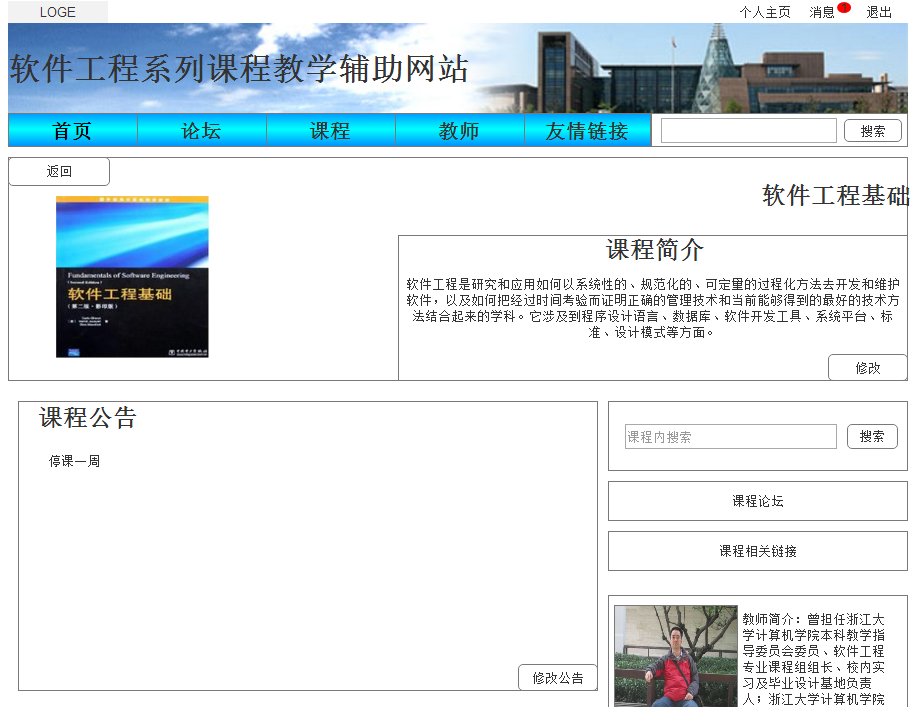 LOGE
个人主页 消息 退出
软件工程系列课程教学辅助网站
首页 论坛 课程 教师 友情链接 搜索
返回
软件工程基础
Fundamentals of Software Engineering
软件工程基础
(第二版·影印版)
课程简介
软件工程是研究和应用如何以系统性的、规范化的、可定量的过程化方法去开发和维护
软件，以及如何把经过时间考验而证明正确的管理技术和当前能够得到的最好的技术方
法结合起来的学科。它涉及到程序设计语言、数据库、软件开发工具、系统平台、标
准、设计模式等方面。
修改
课程公告
停课一周
修改公告
课程内搜索 搜索
课程论坛
课程相关链接
教师简介：曾担任浙江大
学计算机学院本科教学指
导委员会委员、软件工程
专业课程组组长、校内实
习及毕业设计基地负责
人；浙江大学计算机学院